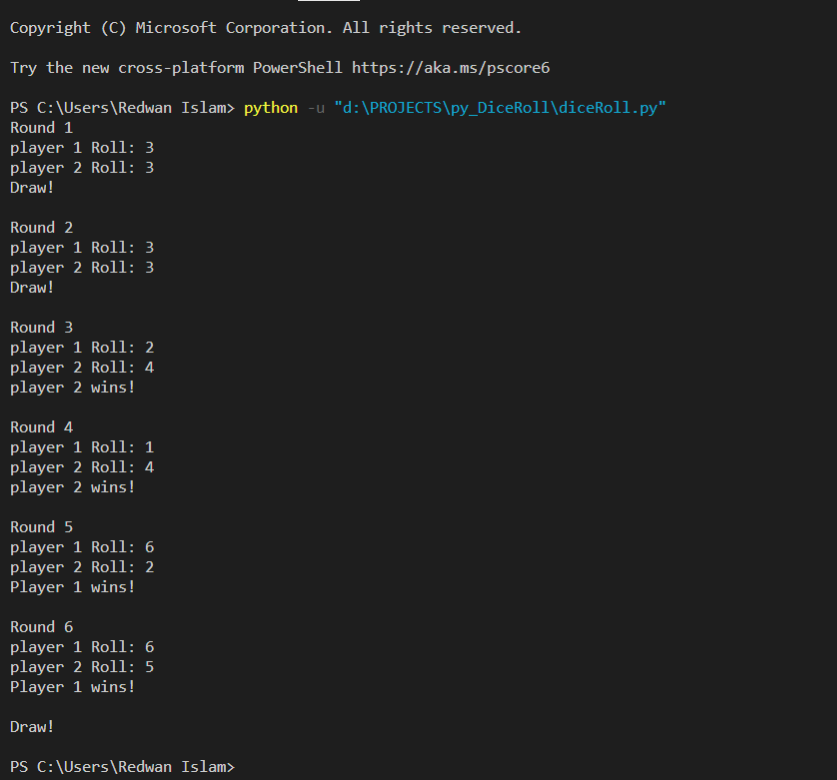 Copyright (C) Microsoft Corporation. All rights reserved.
Try the new cross-platform PowerShell https://aka.ms/pscore6
PS C:\Users\Redwan Islam> python -u "d:\PROJECTS\py_DiceRoll\diceRoll.py"
Round 1
player 1 Roll: 3
player 2 Roll: 3
Draw!
Round 2
player 1 Roll: 3
player 2 Roll: 3
Draw!
Round 3
player 1 Roll: 2
player 2 Roll: 4
player 2 wins!
Round 4
player 1 Roll: 1
player 2 Roll: 4
player 2 wins!
Round 5
player 1 Roll: 6
player 2 Roll: 2
Player 1 wins!
Round 6
player 1 Roll: 6
player 2 Roll: 5
Player 1 wins!
Draw!
PS C:\Users\Redwan Islam>